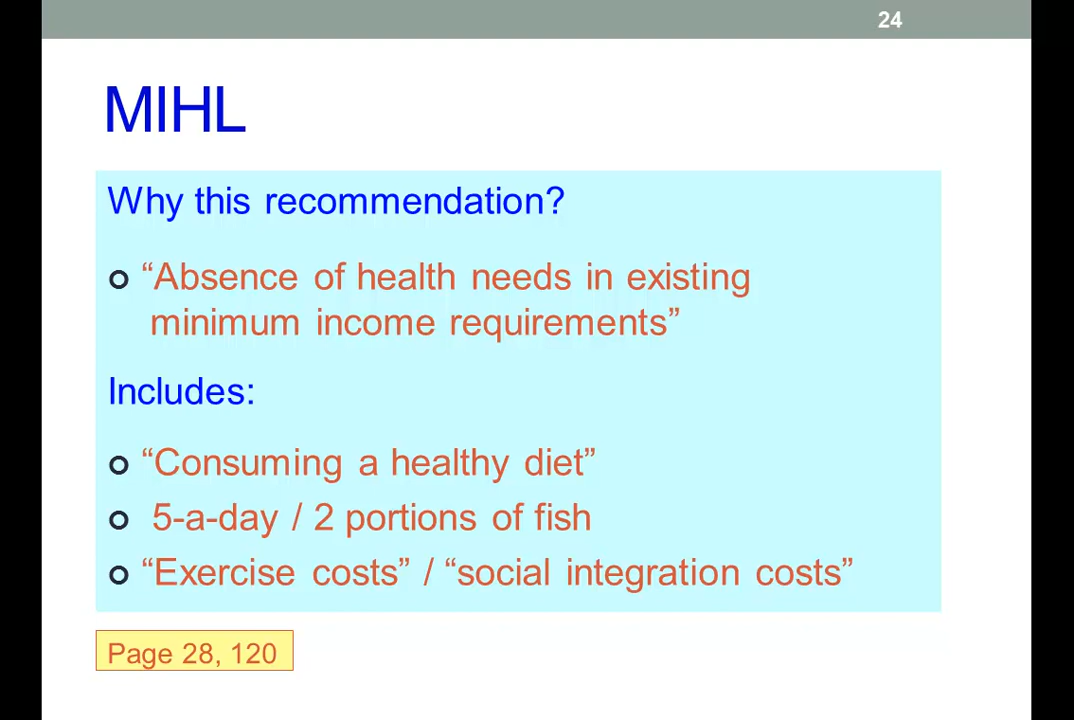 24
MIHL
Why this recommendation?
“Absence of health needs in existing
minimum income requirements”
Includes:
“Consuming a healthy diet”
5-a-day / 2 portions of fish
“Exercise costs” / “social integration costs”
Page 28, 120